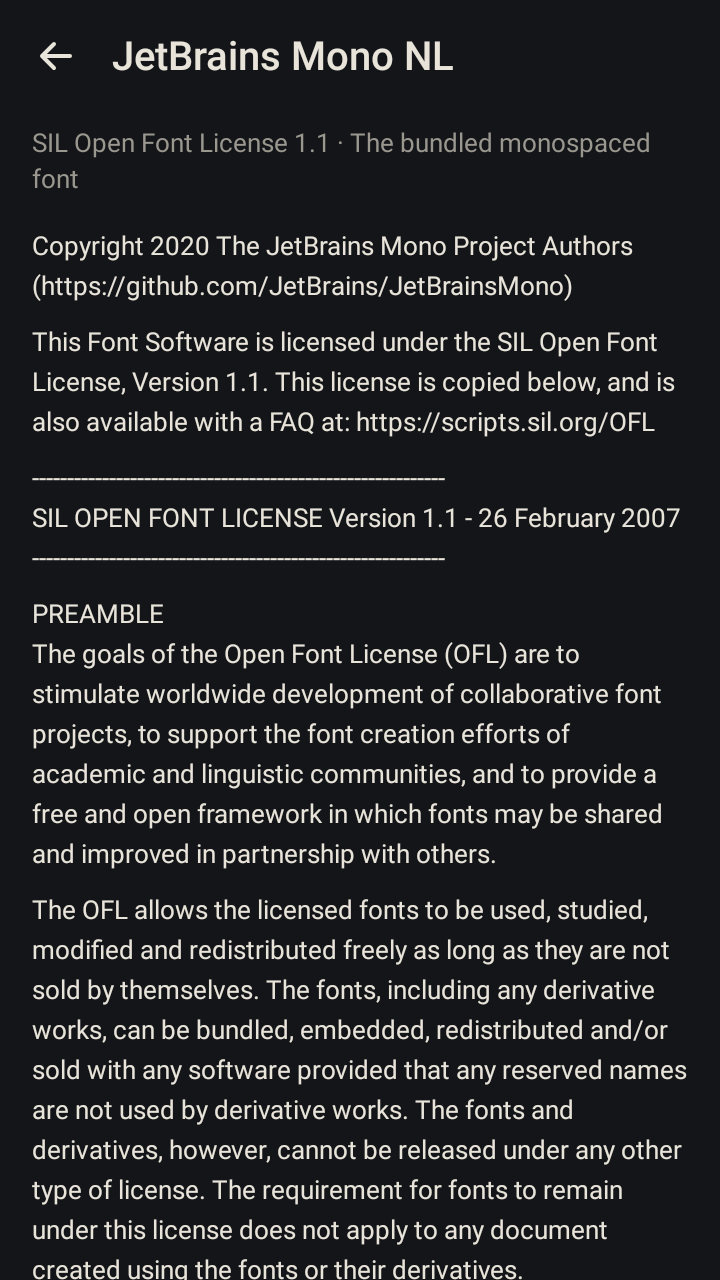 JetBrains Mono NL
SIL Open Font License 1.1 · The bundled monospaced
font
Copyright 2020 The JetBrains Mono Project Authors
(https://github.com/JetBrains/JetBrainsMono)
This Font Software is licensed under the SIL Open Font
License, Version 1.1. This license is copied below, and is
also available with a FAQ at: https://scripts.sil.org/OFL
-----------------------------------------------------------
SIL OPEN FONT LICENSE Version 1.1 - 26 February 2007
-----------------------------------------------------------
PREAMBLE
The goals of the Open Font License (OFL) are to
stimulate worldwide development of collaborative font
projects, to support the font creation efforts of
academic and linguistic communities, and to provide a
free and open framework in which fonts may be shared
and improved in partnership with others.
The OFL allows the licensed fonts to be used, studied,
modified and redistributed freely as long as they are not
sold by themselves. The fonts, including any derivative
works, can be bundled, embedded, redistributed and/or
sold with any software provided that any reserved names
are not used by derivative works. The fonts and
derivatives, however, cannot be released under any other
type of license. The requirement for fonts to remain
under this license does not apply to any document
created using the fonts or their derivatives.